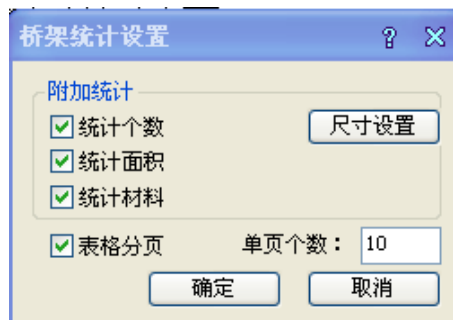 桥架统计设置
附加统计
统计个数 尺寸设置
统计面积
统计材料
表格分页 单页个数： 10
确定 取消